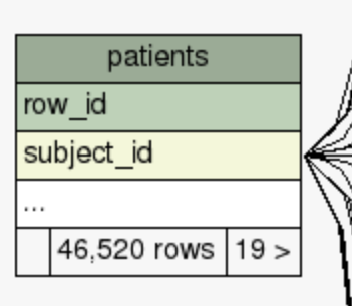 patients
row_id
subject_id
...
46,520 rows 19 >